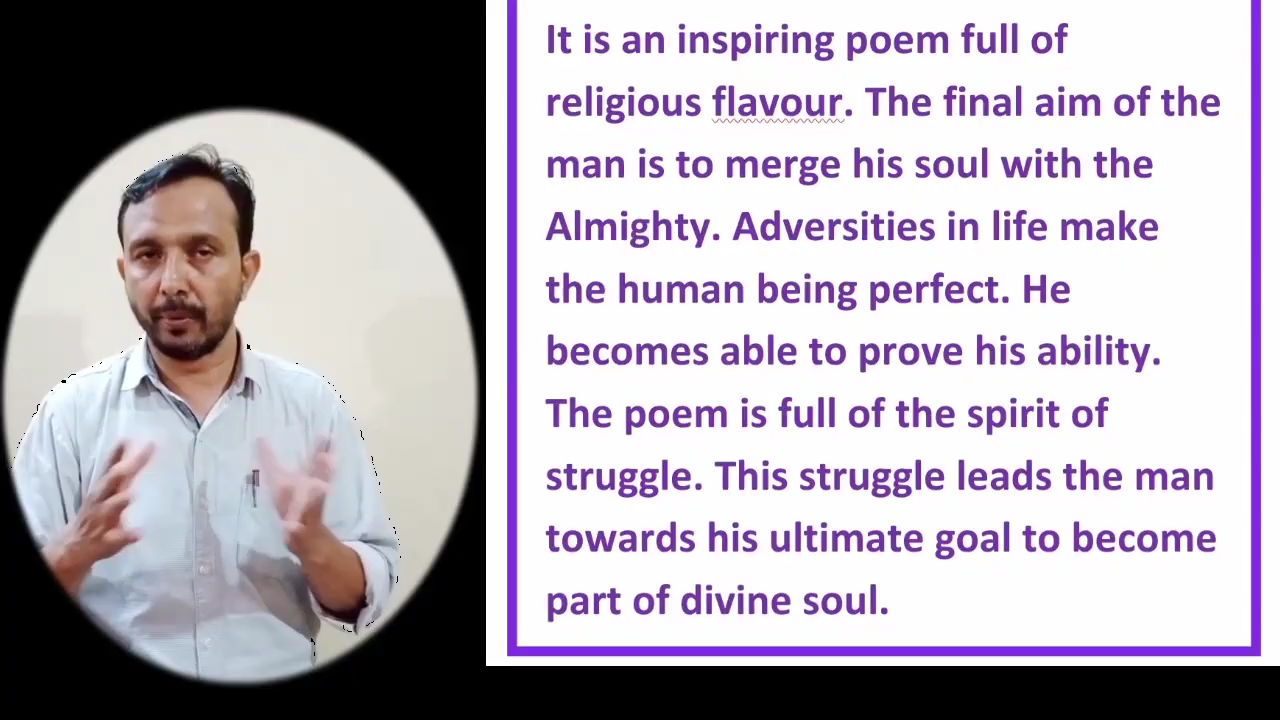 It is an inspiring poem full of
religious flavour. The final aim of the
man is to merge his soul with the
Almighty. Adversities in life make
the human being perfect. He
becomes able to prove his ability.
The poem is full of the spirit of
struggle. This struggle leads the man
towards his ultimate goal to become
part of divine soul.